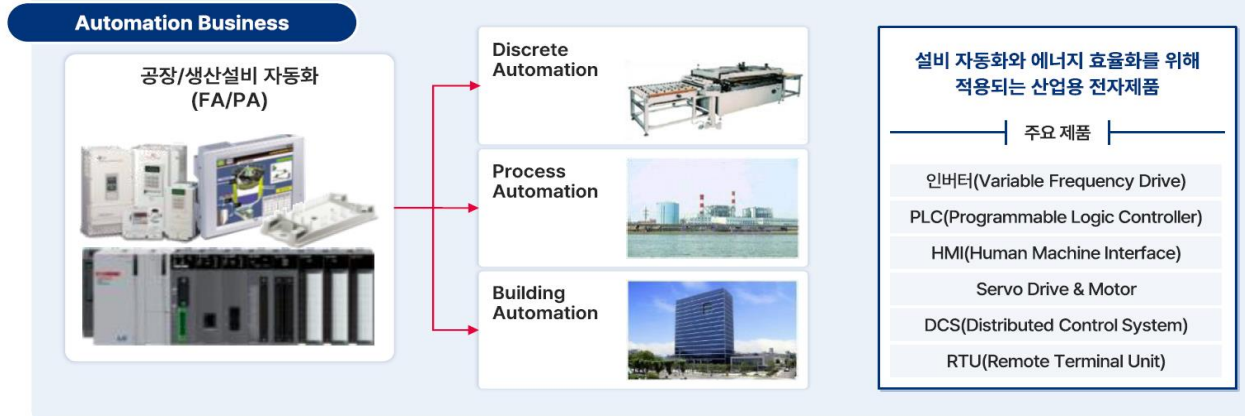 Automation Business
공장/생산설비 자동화
(FA/PA)
Discrete
Automation
Process
Automation
Building
Automation
설비 자동화와 에너지 효율화를 위해
적용되는 산업용 전자제품
주요 제품
인버터(Variable Frequency Drive)
PLC(Programmable Logic Controller)
HMI(Human Machine Interface)
Servo Drive & Motor
DCS(Distributed Control System)
RTU(Remote Terminal Unit)